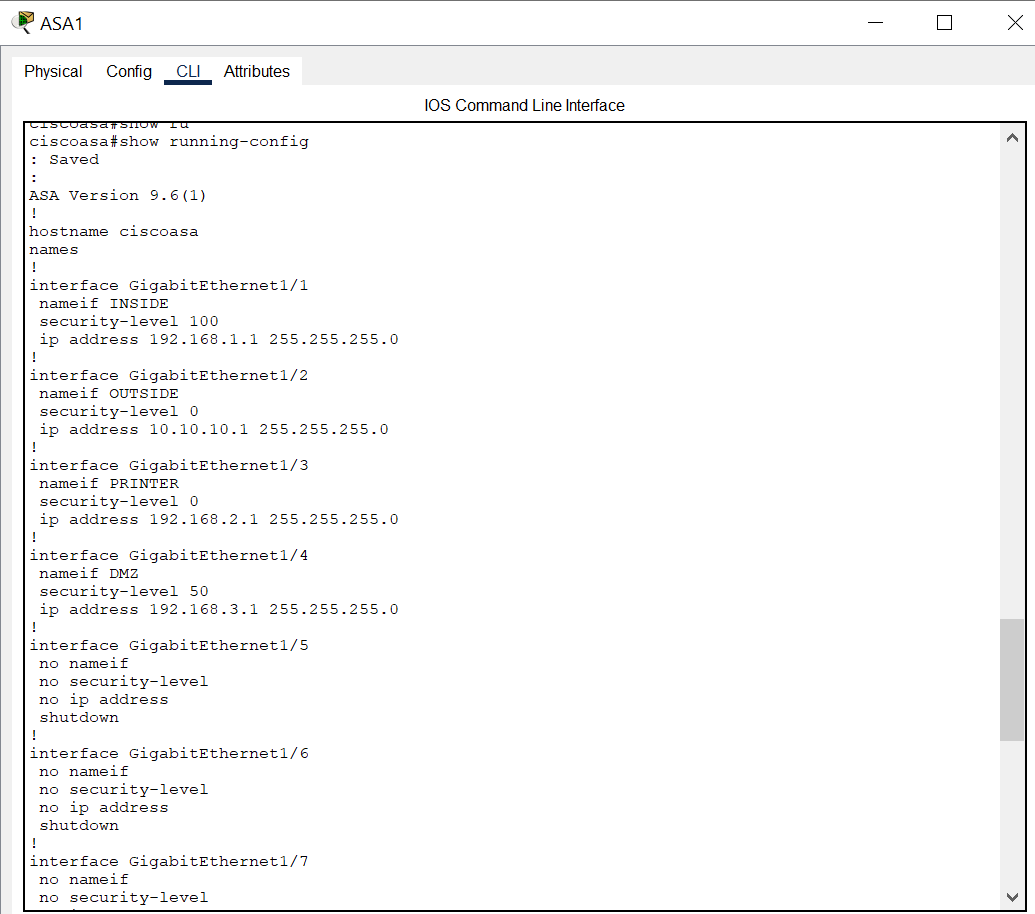 ASA1
Physical Config CLI Attributes
IOS Command Line Interface
ciscoasa#show ru
ciscoasa#show running-config
: Saved
:
ASA Version 9.6(1)
!
hostname ciscoasa
names
!
interface GigabitEthernet1/1
 nameif INSIDE
 security-level 100
 ip address 192.168.1.1 255.255.255.0
!
interface GigabitEthernet1/2
 nameif OUTSIDE
 security-level 0
 ip address 10.10.10.1 255.255.255.0
!
interface GigabitEthernet1/3
 nameif PRINTER
 security-level 0
 ip address 192.168.2.1 255.255.255.0
!
interface GigabitEthernet1/4
 nameif DMZ
 security-level 50
 ip address 192.168.3.1 255.255.255.0
!
interface GigabitEthernet1/5
 no nameif
 no security-level
 no ip address
 shutdown
!
interface GigabitEthernet1/6
 no nameif
 no security-level
 no ip address
 shutdown
!
interface GigabitEthernet1/7
 no nameif
 no security-level